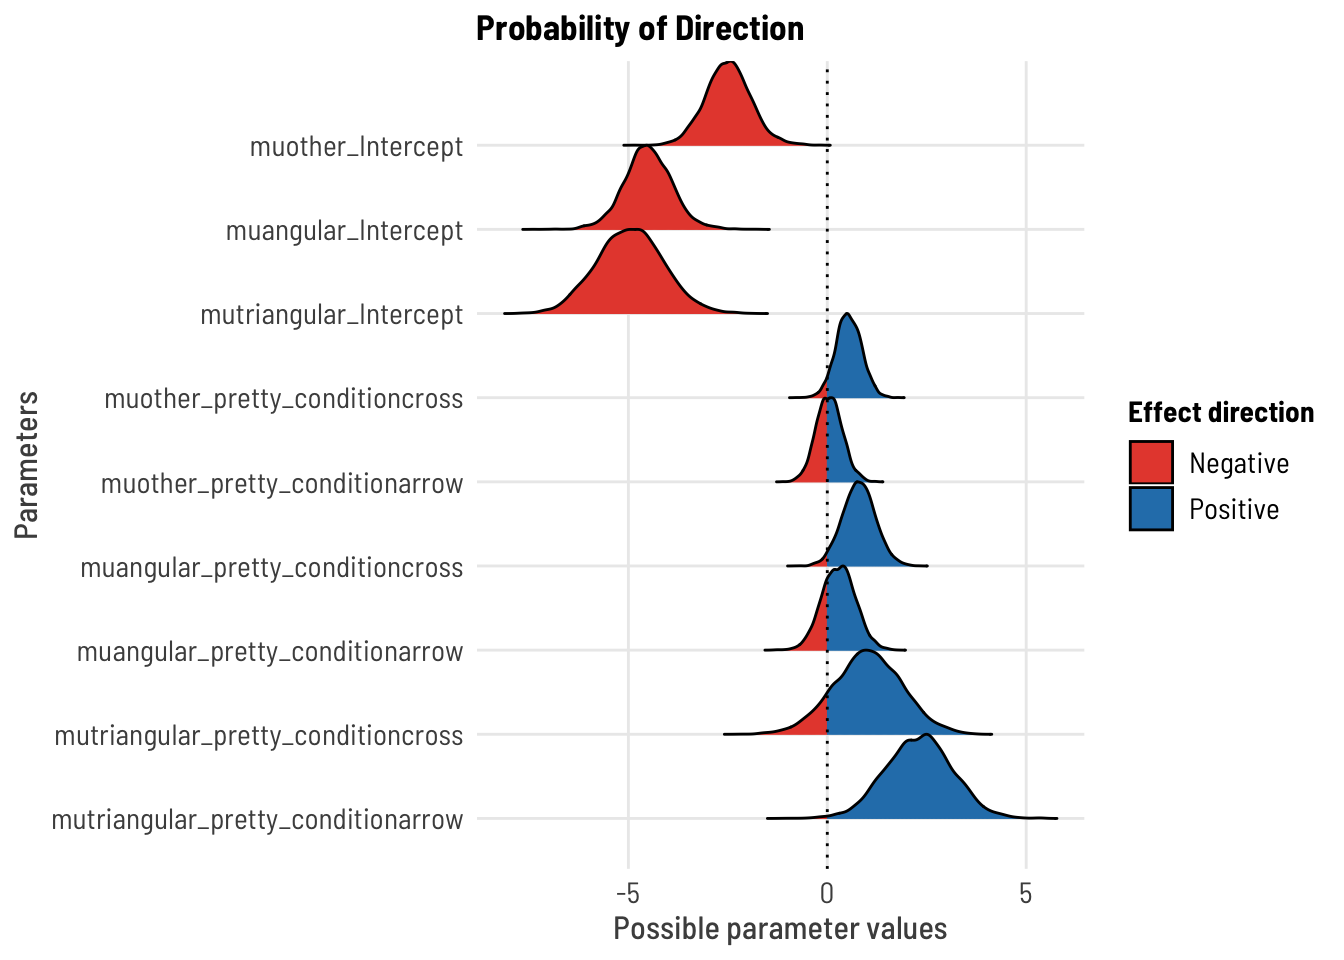 Probability of Direction
muother_Intercept
muangular_Intercept
mutriangular_Intercept
muother_pretty_conditioncross
muother_pretty_conditionarrow
muangular_pretty_conditioncross
muangular_pretty_conditionarrow
mutriangular_pretty_conditioncross
mutriangular_pretty_conditionarrow
Parameters
-5 0 5
Possible parameter values
Effect direction
Negative
Positive